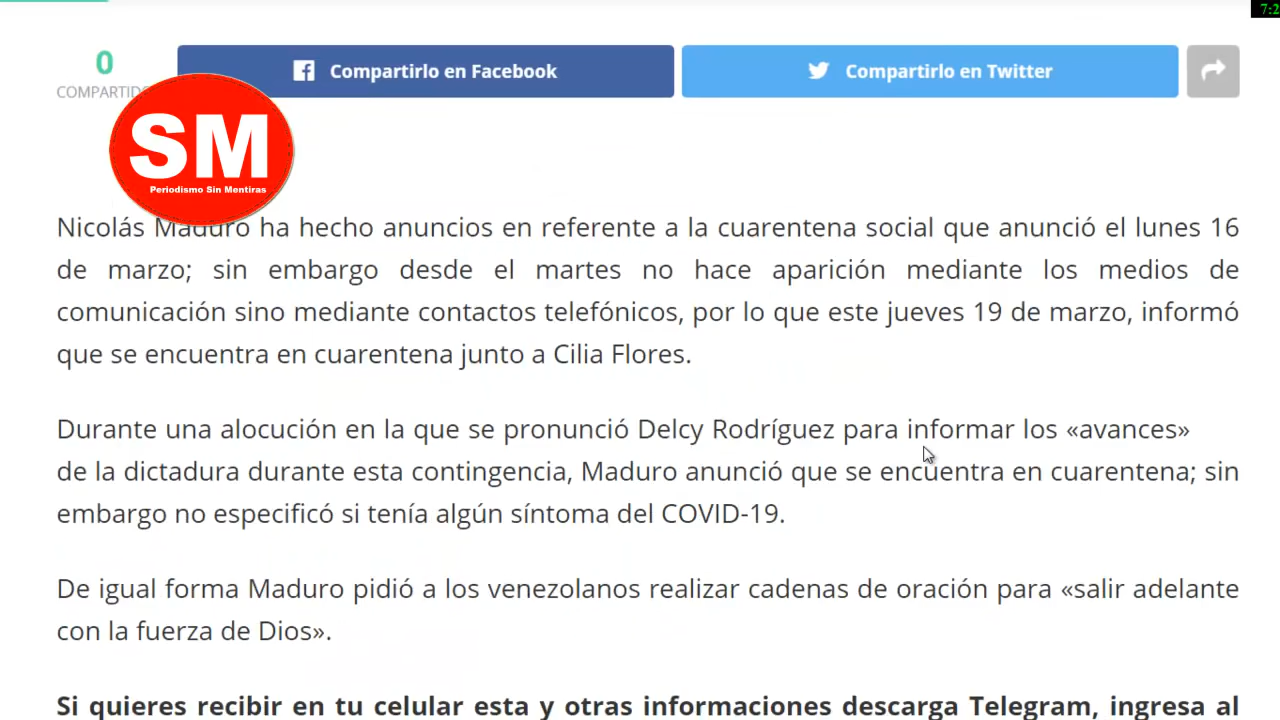 7:2
0
Compartirlo en Facebook
Compartirlo en Twitter
COMPARTID
SM
Periodismo Sin Mentiras
Nicolás Maduro ha hecho anuncios en referente a la cuarentena social que anunció el lunes 16
de marzo; sin embargo desde el martes no hace aparición mediante los medios de
comunicación sino mediante contactos telefónicos, por lo que este jueves 19 de marzo, informó
que se encuentra en cuarentena junto a Cilia Flores.
Durante una alocución en la que se pronunció Delcy Rodríguez para informar los «avances»
de la dictadura durante esta contingencia, Maduro anunció que se encuentra en cuarentena; sin
embargo no especificó si tenía algún síntoma del COVID-19.
De igual forma Maduro pidió a los venezolanos realizar cadenas de oración para «salir adelante
con la fuerza de Dios».
Si quieres recibir en tu celular esta y otras informaciones descarga Telegram, ingresa al